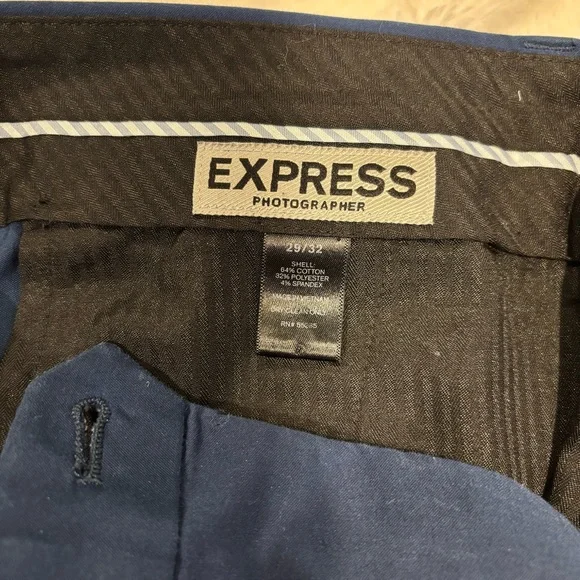 EXPRESS
PHOTOGRAPHER
29/32
SHELL:
64% COTTON
32% POLYESTER
4% SPANDEX
MADE IN VIETNAM
DRY CLEAN ONLY